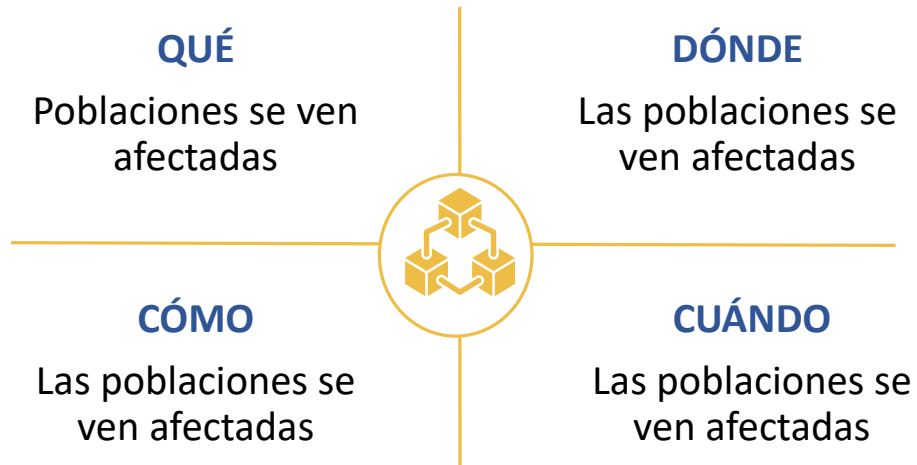 QUÉ
Poblaciones se ven
afectadas
DÓNDE
Las poblaciones se
ven afectadas
CÓMO
Las poblaciones se
ven afectadas
CUÁNDO
Las poblaciones se
ven afectadas